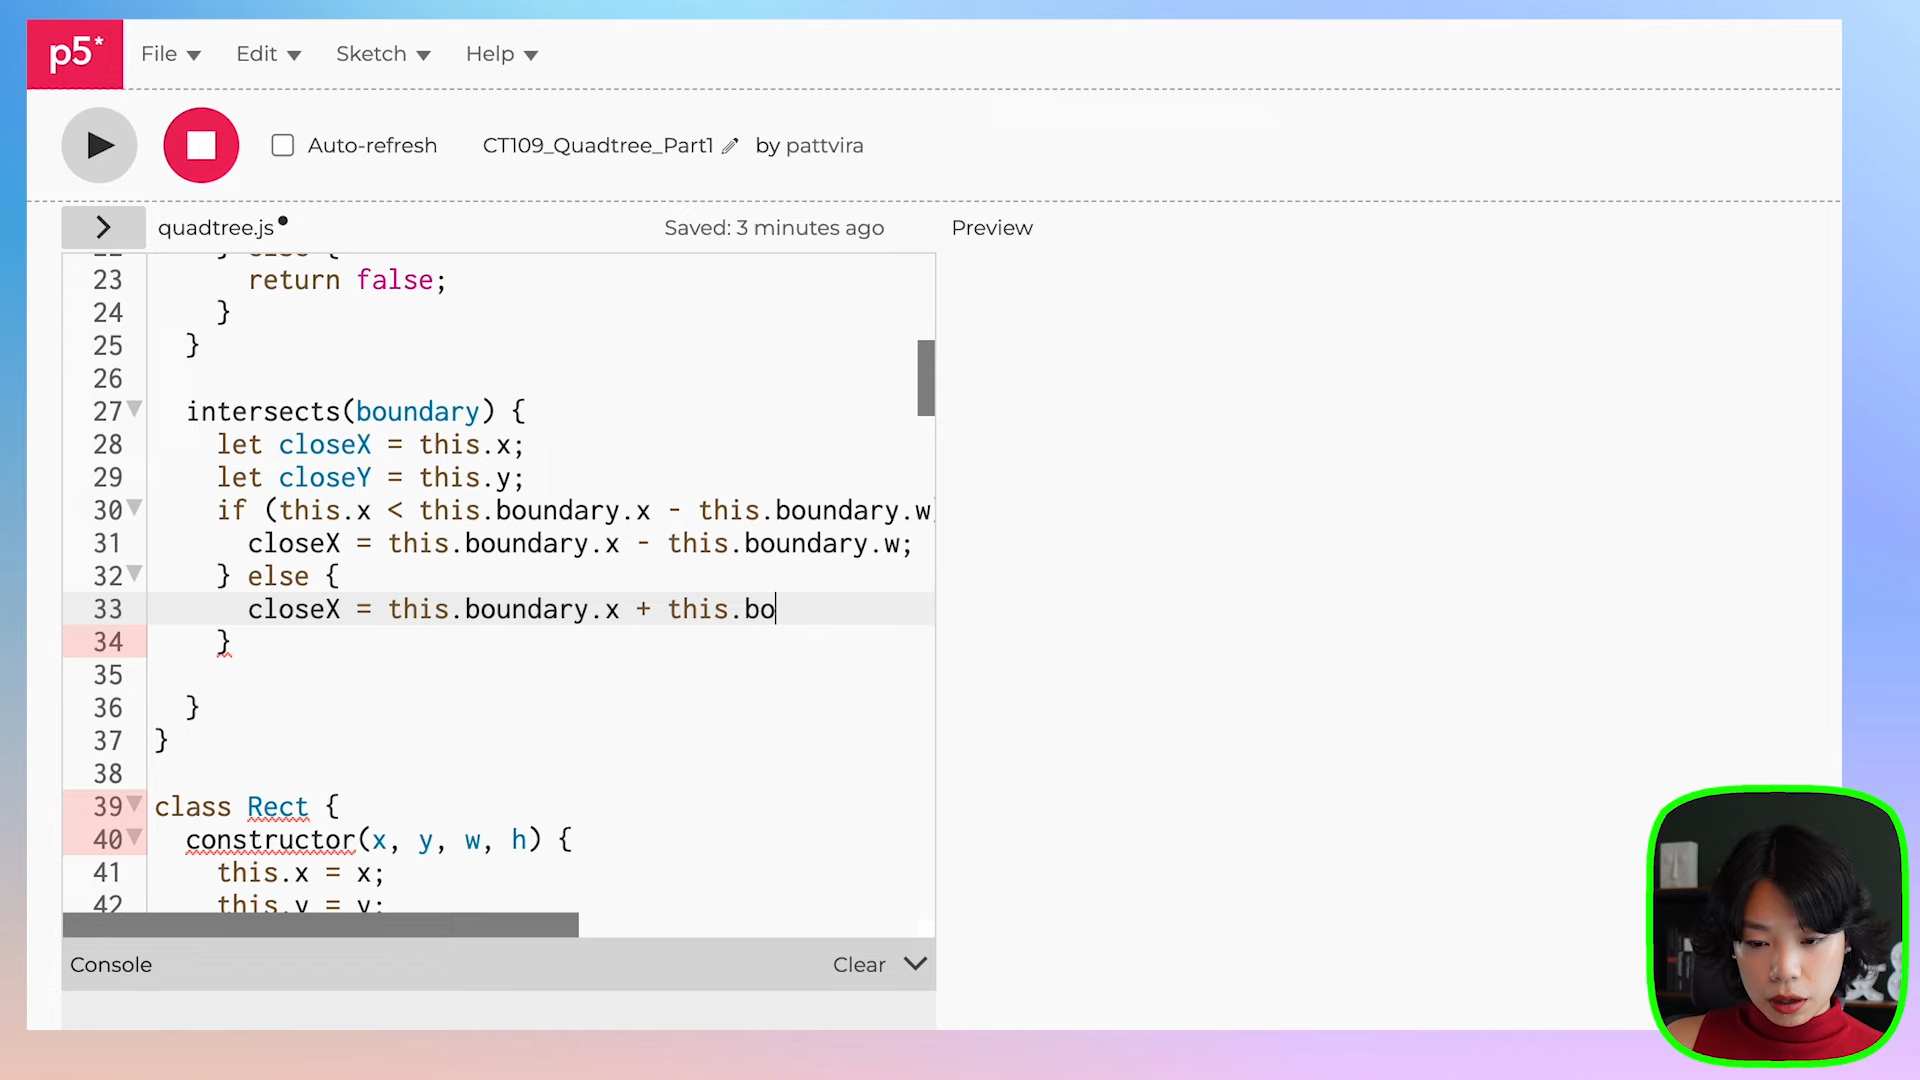 p5* File Edit Sketch Help
Auto-refresh CT109_Quadtree_Part1 by pattvira
quadtree.js Saved: 3 minutes ago Preview
23 return false;
24 }
25 }
26
27 intersects(boundary) {
28 let closeX = this.x;
29 let closeY = this.y;
30 if (this.x < this.boundary.x - this.boundary.w
31 closeX = this.boundary.x - this.boundary.w;
32 } else {
33 closeX = this.boundary.x + this.bo
34 }
35
36 }
37 }
38
39 class Rect {
40 constructor(x, y, w, h) {
41 this.x = x;
42 this.y = y;
Console Clear